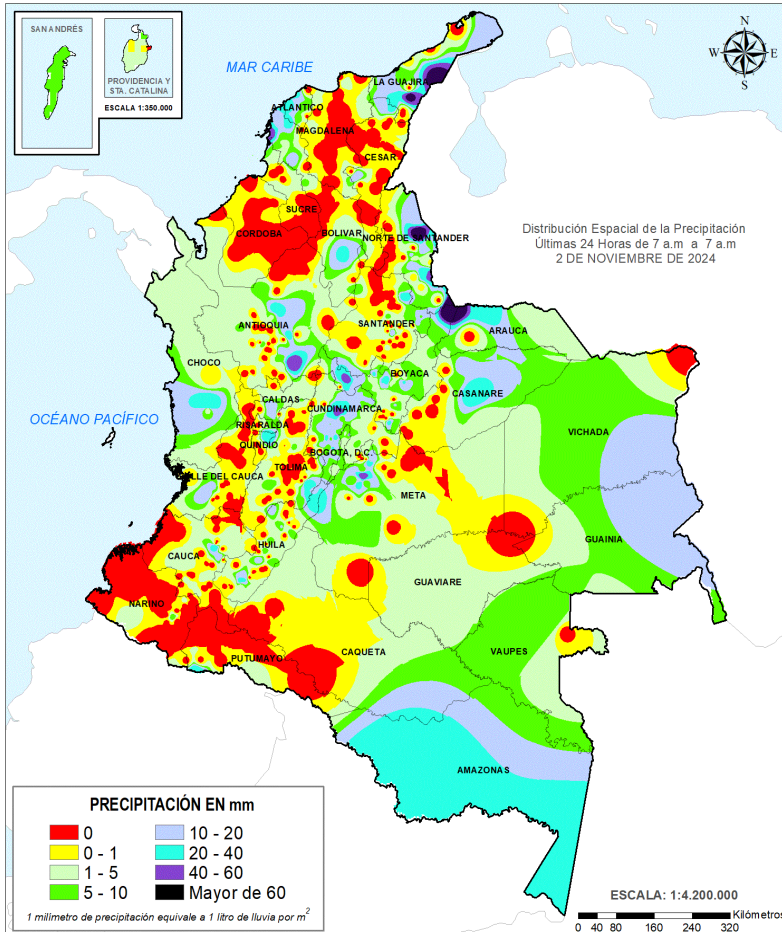 SAN ANDRÉS
PROVIDENCIA Y
STA. CATALINA
ESCALA 1:350.000
MAR CARIBE
N
W E
S
LA GUAJIRA
ATLANTICO
MAGDALENA
CESAR
SUCRE
CORDOBA
BOLIVAR
NORTE DE SANTANDER
Distribución Espacial de la Precipitación
Últimas 24 Horas de 7 a.m a 7 a.m
2 DE NOVIEMBRE DE 2024
ANTIOQUIA
SANTANDER
ARAUCA
CHOCO
BOYACA
CASANARE
CALDAS
CUNDINAMARCA
OCÉANO PACÍFICO
RISARALDA
VICHADA
QUINDIO
BOGOTA, D.C.
TOLIMA
LLE DEL CAUCA
META
GUAINIA
HUILA
CAUCA
GUAVIARE
NARIÑO
CAQUETA
VAUPES
PUTUMAYO
AMAZONAS
PRECIPITACIÓN EN mm
0 10 - 20
0 - 1 20 - 40
1 - 5 40 - 60
5 - 10 Mayor de 60
1 milímetro de precipitación equivale a 1 litro de lluvia por m2
ESCALA: 1:4.200.000
Kilómetros
0 40 80 160 240 320